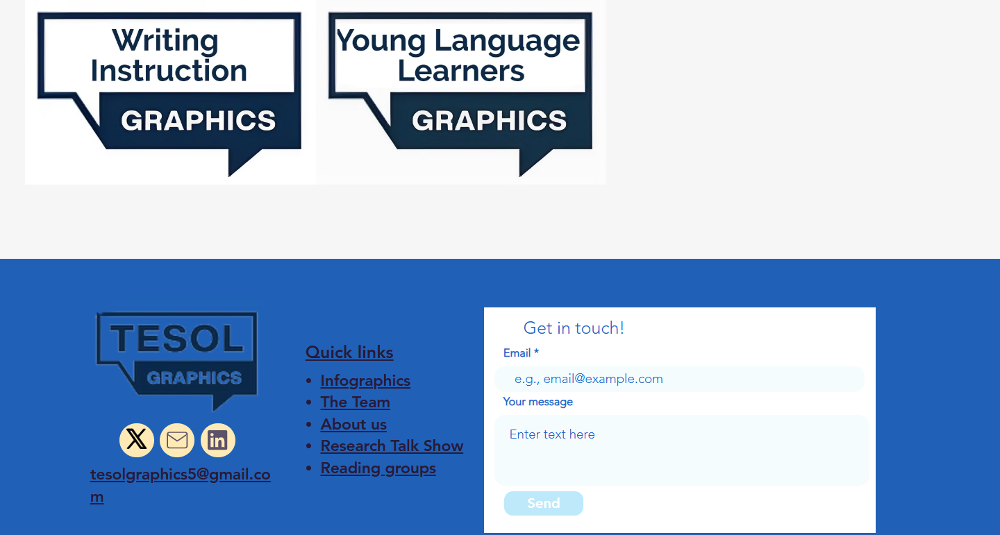 Writing
Instruction
GRAPHICS
Young Language
Learners
GRAPHICS
TESOL
GRAPHICS
tesolgraphics5@gmail.co
m
Quick links
• Infographics
• The Team
• About us
• Research Talk Show
• Reading groups
Get in touch!
Email *
e.g., email@example.com
Your message
Enter text here
Send